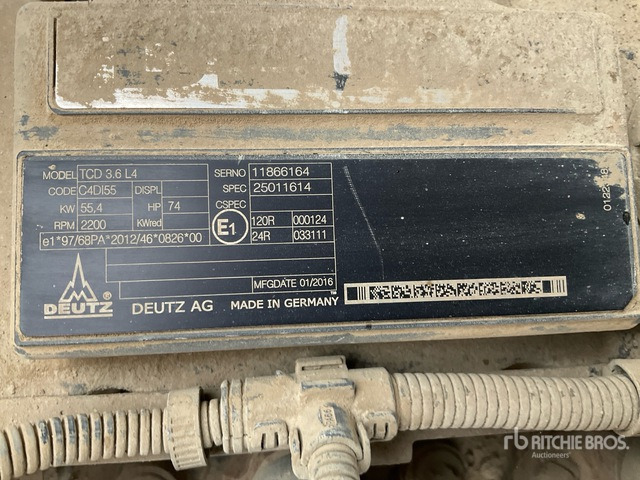 MODEL TCD 3.6 L4 SERNO 11866164
CODE C4DI55 DISPL SPEC 25011614
KW 55,4 HP 74 CSPEC
RPM 2200 KWred E1 120R 000124
e1*97/68PA*2012/46*0826*00 24R 033111
MFGDATE 01/2016
DEUTZ ® DEUTZ AG MADE IN GERMANY
rb RITCHIE BROS.
Auctioneers